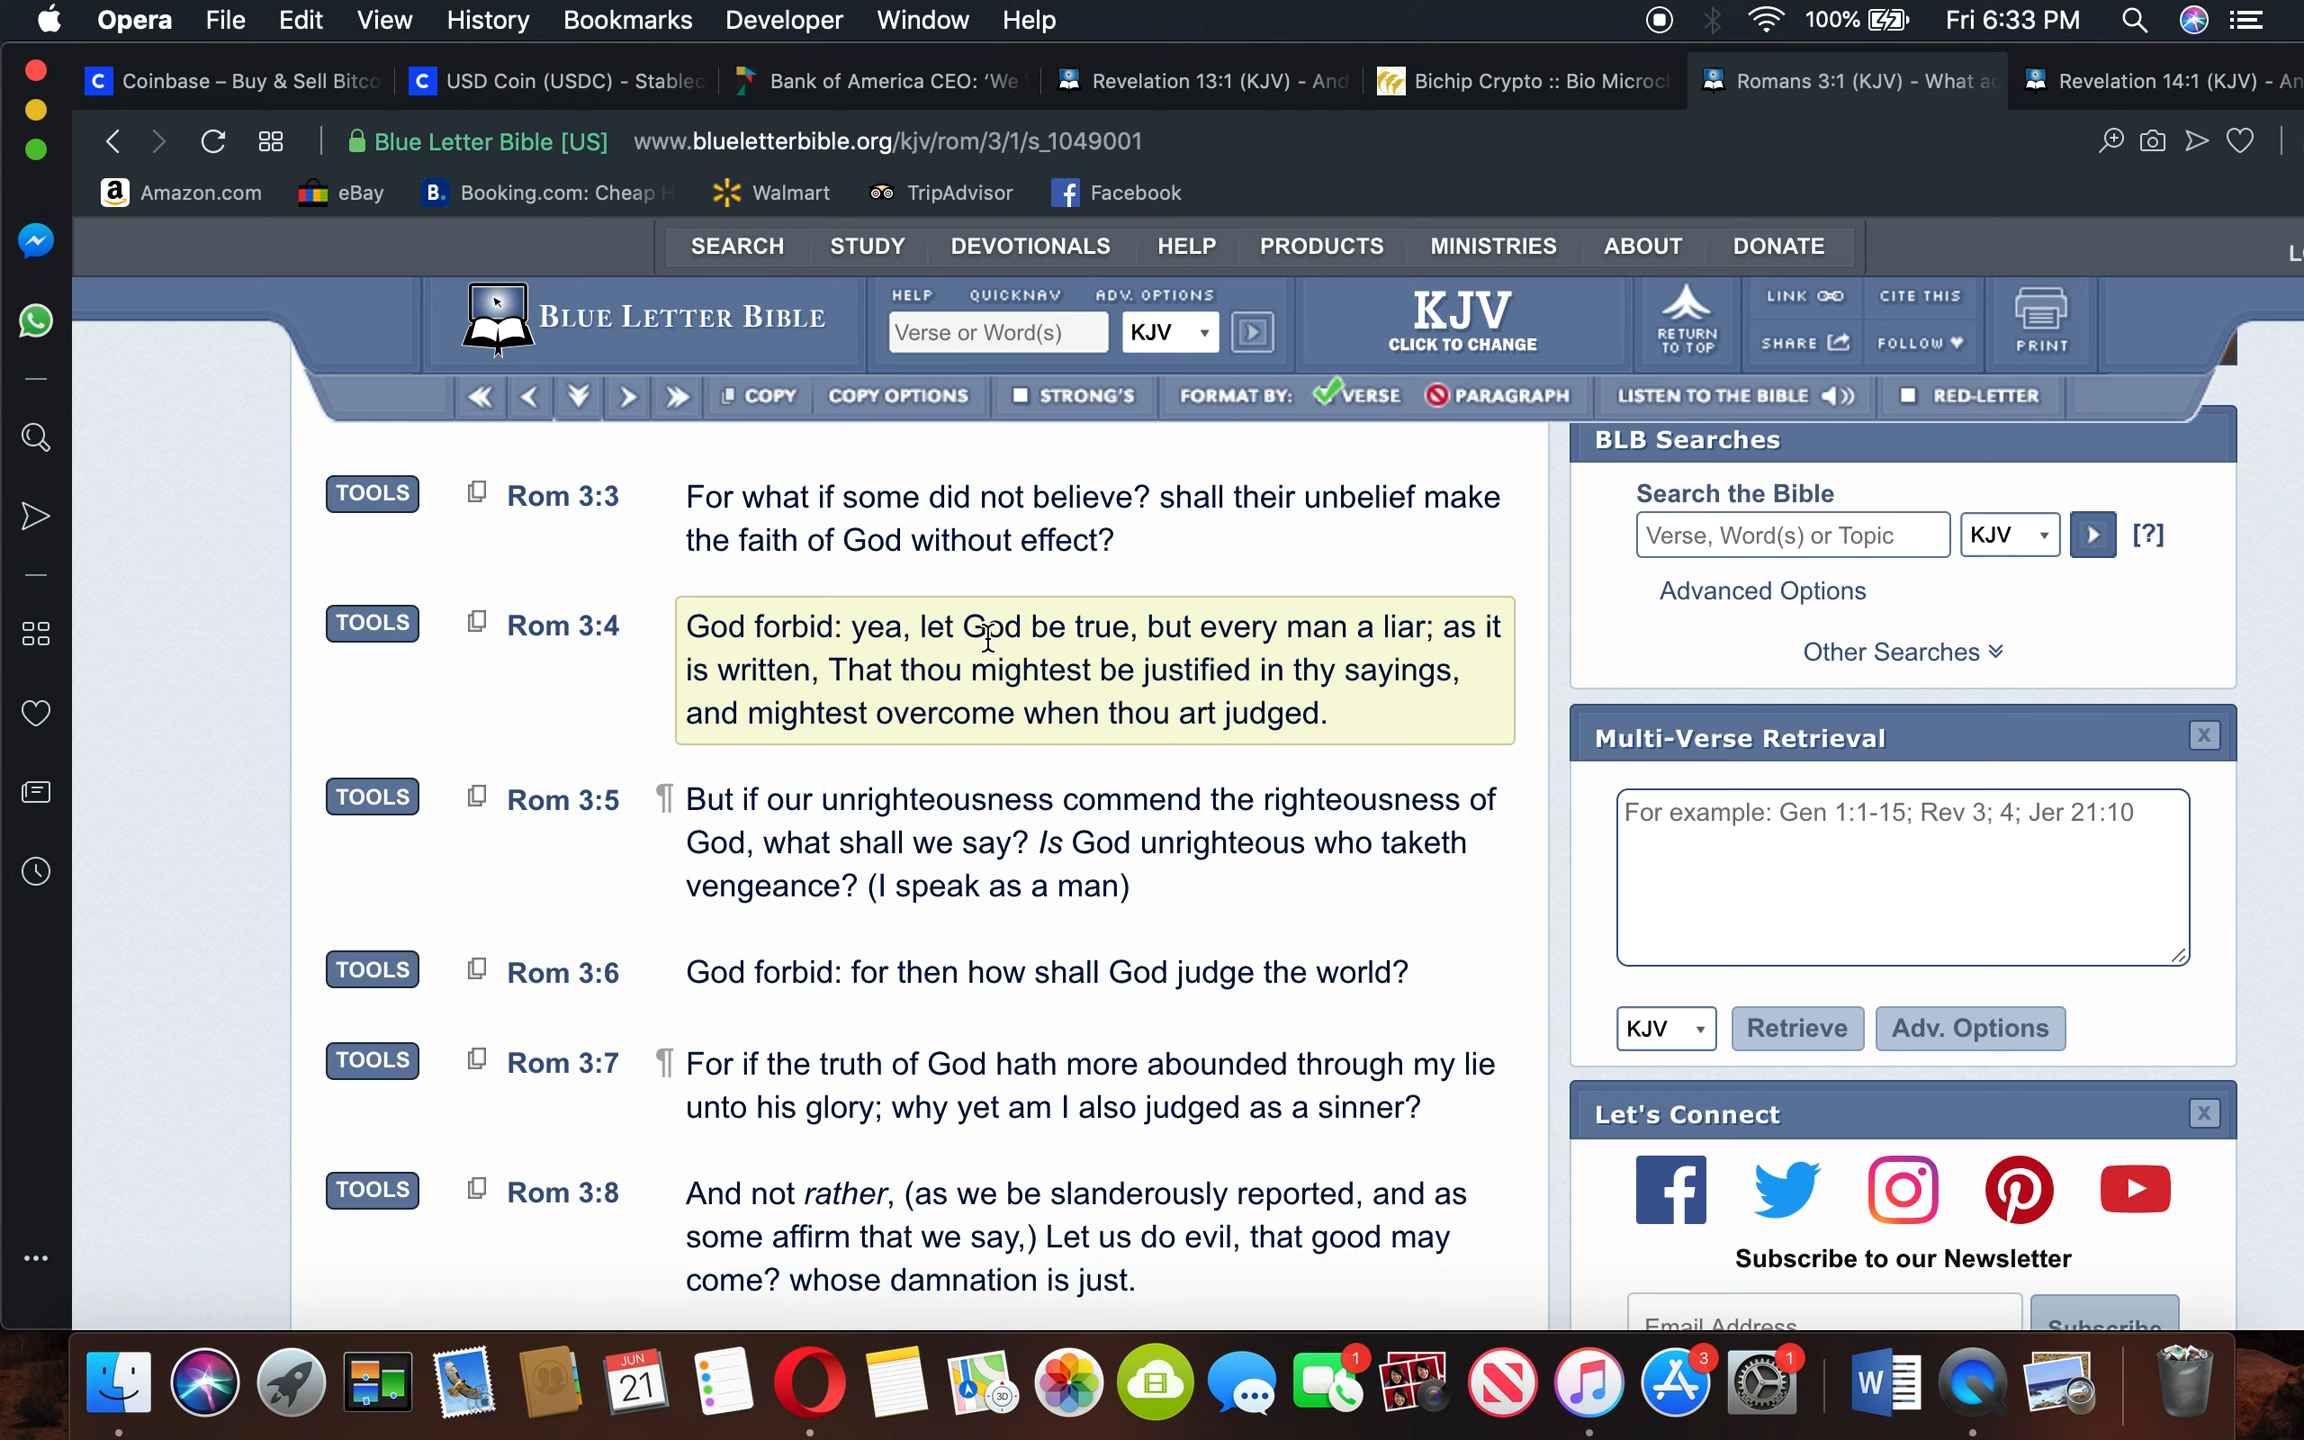 Opera File Edit View History Bookmarks Developer Window Help 100% Fri 6:33 PM
Coinbase – Buy & Sell Bitco USD Coin (USDC) - Stablec Bank of America CEO: ‘We Revelation 13:1 (KJV) - And Bichip Crypto :: Bio Microch Romans 3:1 (KJV) - What ad Revelation 14:1 (KJV) - An
Blue Letter Bible [US] www.blueletterbible.org/kjv/rom/3/1/s_1049001
Amazon.com eBay Booking.com: Cheap H Walmart TripAdvisor Facebook
SEARCH STUDY DEVOTIONALS HELP PRODUCTS MINISTRIES ABOUT DONATE
HELP QUICKNAV ADV. OPTIONS
BLUE LETTER BIBLE
Verse or Word(s) KJV
KJV
CLICK TO CHANGE
RETURN
TO TOP
LINK CITE THIS
SHARE FOLLOW
PRINT
COPY COPY OPTIONS STRONG'S FORMAT BY: VERSE PARAGRAPH LISTEN TO THE BIBLE RED-LETTER
TOOLS Rom 3:3 For what if some did not believe? shall their unbelief make
the faith of God without effect?
TOOLS Rom 3:4 God forbid: yea, let God be true, but every man a liar; as it
is written, That thou mightest be justified in thy sayings,
and mightest overcome when thou art judged.
TOOLS Rom 3:5 ¶ But if our unrighteousness commend the righteousness of
God, what shall we say? Is God unrighteous who taketh
vengeance? (I speak as a man)
TOOLS Rom 3:6 God forbid: for then how shall God judge the world?
TOOLS Rom 3:7 ¶ For if the truth of God hath more abounded through my lie
unto his glory; why yet am I also judged as a sinner?
TOOLS Rom 3:8 And not rather, (as we be slanderously reported, and as
some affirm that we say,) Let us do evil, that good may
come? whose damnation is just.
BLB Searches
Search the Bible
Verse, Word(s) or Topic KJV [?]
Advanced Options
Other Searches
Multi-Verse Retrieval X
For example: Gen 1:1-15; Rev 3; 4; Jer 21:10
KJV Retrieve Adv. Options
Let's Connect X
Subscribe to our Newsletter
Email Address Subscribe
JUN
21
3D
1
3
1
W